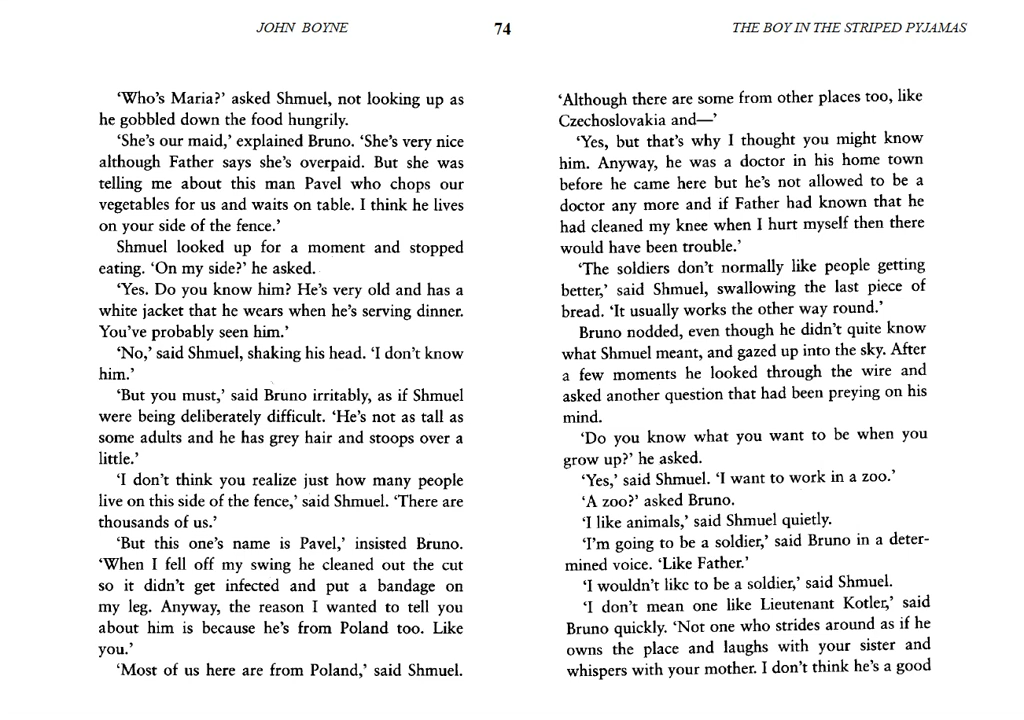 JOHN BOYNE
74
THE BOY IN THE STRIPED PYJAMAS
‘Who’s Maria?’ asked Shmuel, not looking up as
he gobbled down the food hungrily.
‘She’s our maid,’ explained Bruno. ‘She’s very nice
although Father says she’s overpaid. But she was
telling me about this man Pavel who chops our
vegetables for us and waits on table. I think he lives
on your side of the fence.’
Shmuel looked up for a moment and stopped
eating. ‘On my side?’ he asked.
‘Yes. Do you know him? He’s very old and has a
white jacket that he wears when he’s serving dinner.
You’ve probably seen him.’
‘No,’ said Shmuel, shaking his head. ‘I don’t know
him.’
‘But you must,’ said Bruno irritably, as if Shmuel
were being deliberately difficult. ‘He’s not as tall as
some adults and he has grey hair and stoops over a
little.’
‘I don’t think you realize just how many people
live on this side of the fence,’ said Shmuel. ‘There are
thousands of us.’
‘But this one’s name is Pavel,’ insisted Bruno.
‘When I fell off my swing he cleaned out the cut
so it didn’t get infected and put a bandage on
my leg. Anyway, the reason I wanted to tell you
about him is because he’s from Poland too. Like
you.’
‘Most of us here are from Poland,’ said Shmuel.
‘Although there are some from other places too, like
Czechoslovakia and—’
‘Yes, but that’s why I thought you might know
him. Anyway, he was a doctor in his home town
before he came here but he’s not allowed to be a
doctor any more and if Father had known that he
had cleaned my knee when I hurt myself then there
would have been trouble.’
‘The soldiers don’t normally like people getting
better,’ said Shmuel, swallowing the last piece of
bread. ‘It usually works the other way round.’
Bruno nodded, even though he didn’t quite know
what Shmuel meant, and gazed up into the sky. After
a few moments he looked through the wire and
asked another question that had been preying on his
mind.
‘Do you know what you want to be when you
grow up?’ he asked.
‘Yes,’ said Shmuel. ‘I want to work in a zoo.’
‘A zoo?’ asked Bruno.
‘I like animals,’ said Shmuel quietly.
‘I’m going to be a soldier,’ said Bruno in a deter-
mined voice. ‘Like Father.’
‘I wouldn’t like to be a soldier,’ said Shmuel.
‘I don’t mean one like Lieutenant Kotler,’ said
Bruno quickly. ‘Not one who strides around as if he
owns the place and laughs with your sister and
whispers with your mother. I don’t think he’s a good